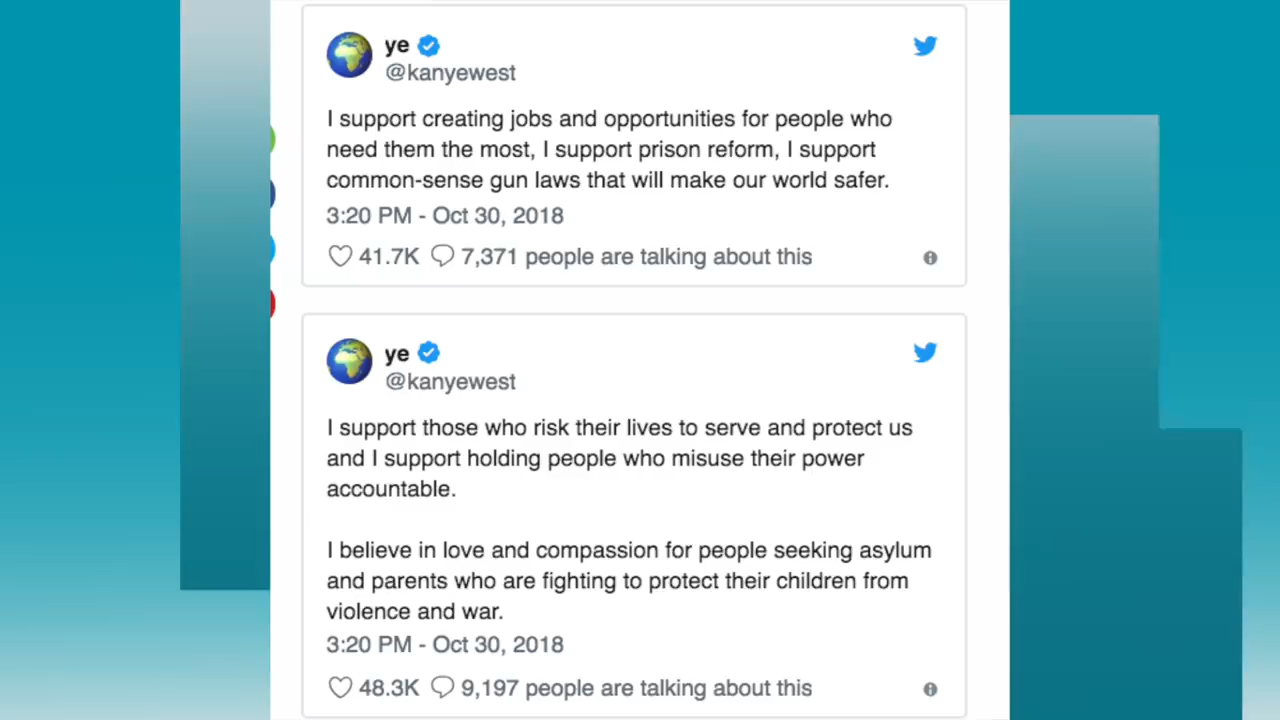 ye
@kanyewest
I support creating jobs and opportunities for people who
need them the most, I support prison reform, I support
common-sense gun laws that will make our world safer.
3:20 PM - Oct 30, 2018
41.7K 7,371 people are talking about this
ye
@kanyewest
I support those who risk their lives to serve and protect us
and I support holding people who misuse their power
accountable.
I believe in love and compassion for people seeking asylum
and parents who are fighting to protect their children from
violence and war.
3:20 PM - Oct 30, 2018
48.3K 9,197 people are talking about this